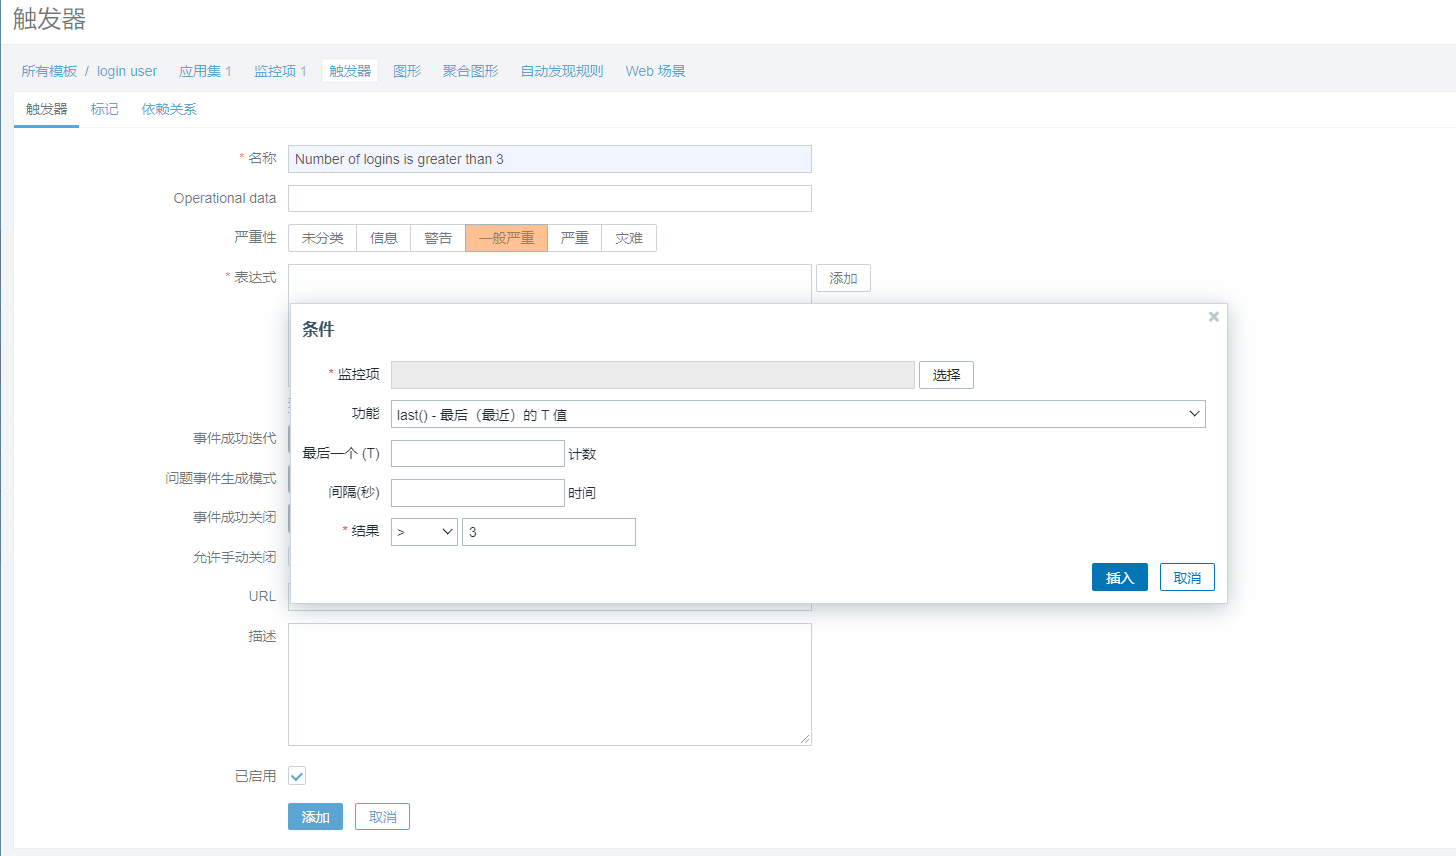 触发器
所有模板 / login user 应用集 1 监控项 1 触发器 图形 聚合图形 自动发现规则 Web 场景
触发器 标记 依赖关系
* 名称 Number of logins is greater than 3
Operational data
严重性 未分类 信息 警告 一般严重 严重 灾难
* 表达式 添加
条件
* 监控项 选择
功能 last() - 最后（最近）的 T 值
最后一个 (T) 计数
间隔(秒) 时间
* 结果 > 3
插入 取消
事件成功迭代
问题事件生成模式
事件成功关闭
允许手动关闭
URL
描述
已启用
添加 取消